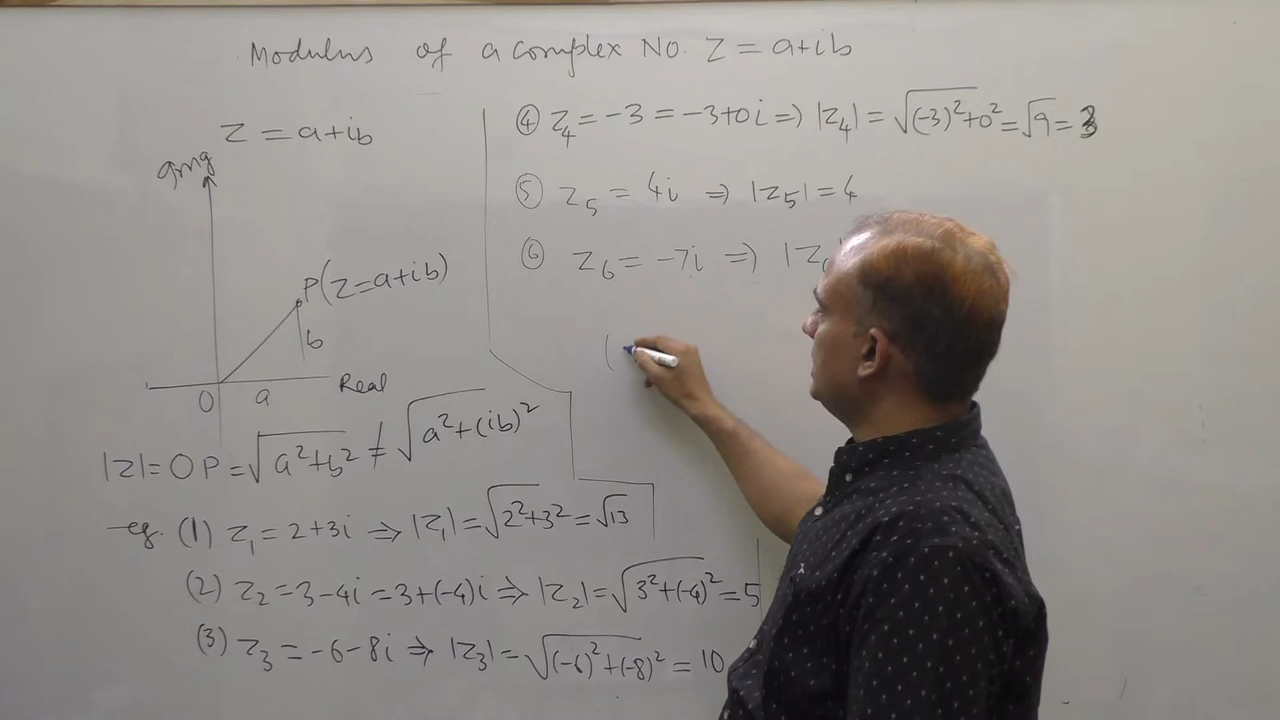 Modulus of a complex No. Z = a+ib
Z = a+ib
Img
P(Z=a+ib)
b
Real
O a
|Z| = OP = √(a²+b²) ≠ √(a²+(ib)²)
eg. (1) Z₁ = 2+3i ⇒ |Z₁| = √(2²+3²) = √13
(2) Z₂ = 3-4i = 3+(-4)i ⇒ |Z₂| = √(3²+(-4)²) = 5
(3) Z₃ = -6-8i ⇒ |Z₃| = √((-6)²+(-8)²) = 10
④ Z₄ = -3 = -3+0i ⇒ |Z₄| = √((-3)²+0²) = √9 = 3
⑤ Z₅ = 4i ⇒ |Z₅| = 4
⑥ Z₆ = -7i ⇒ |Z₆
(